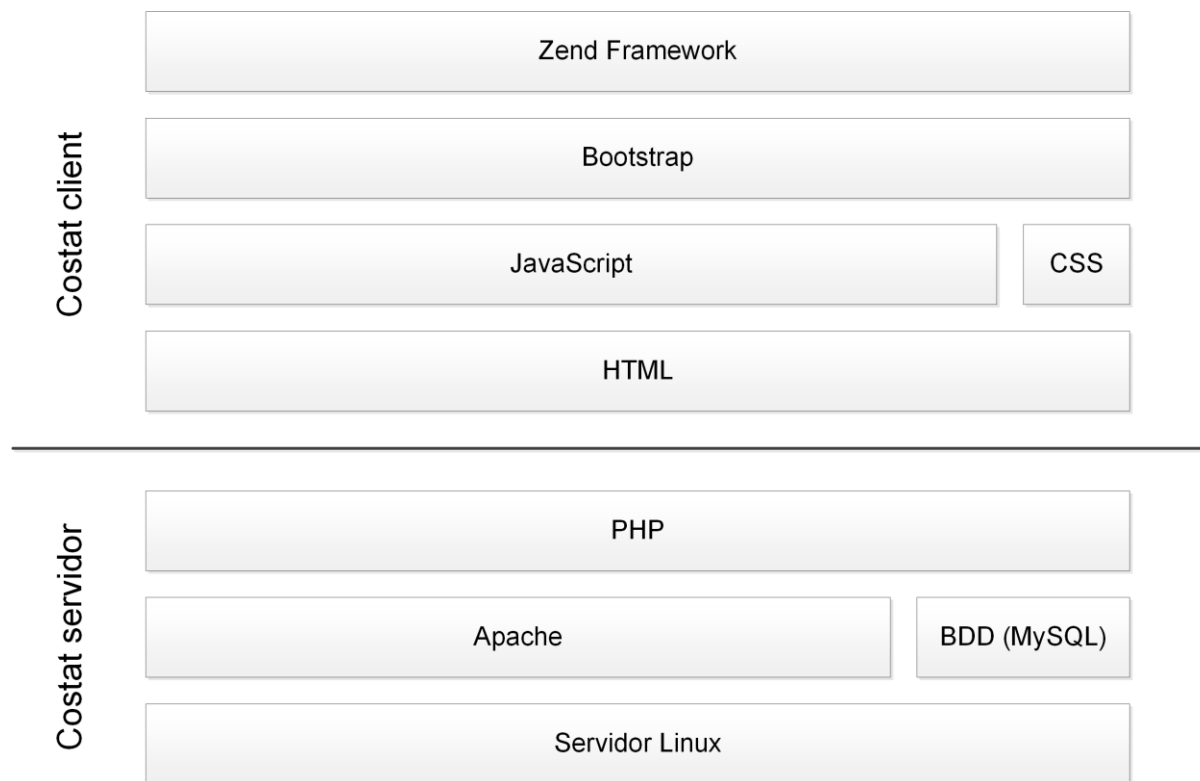 Costat client
Zend Framework
Bootstrap
JavaScript
CSS
HTML
Costat servidor
PHP
Apache
BDD (MySQL)
Servidor Linux